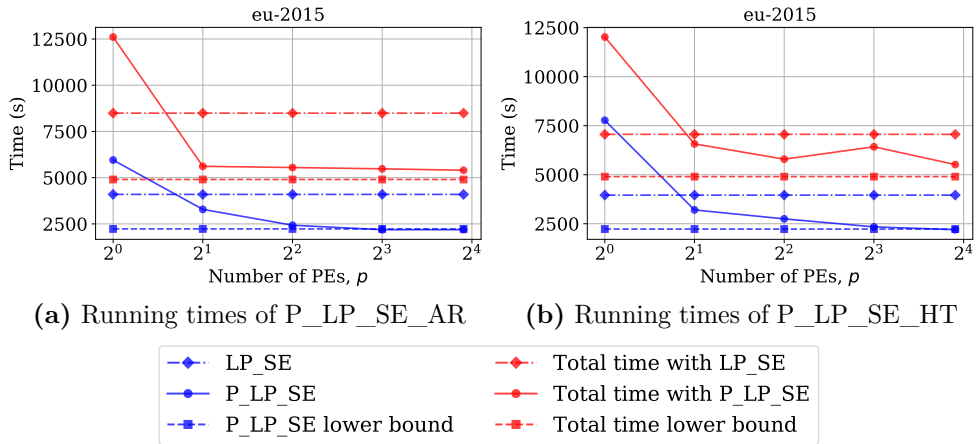 eu-2015
12500
10000
7500
5000
2500
Time (s)
2^0 2^1 2^2 2^3 2^4
Number of PEs, p
(a) Running times of P_LP_SE_AR
eu-2015
12500
10000
7500
5000
2500
Time (s)
2^0 2^1 2^2 2^3 2^4
Number of PEs, p
(b) Running times of P_LP_SE_HT
LP_SE
P_LP_SE
P_LP_SE lower bound
Total time with LP_SE
Total time with P_LP_SE
Total time lower bound